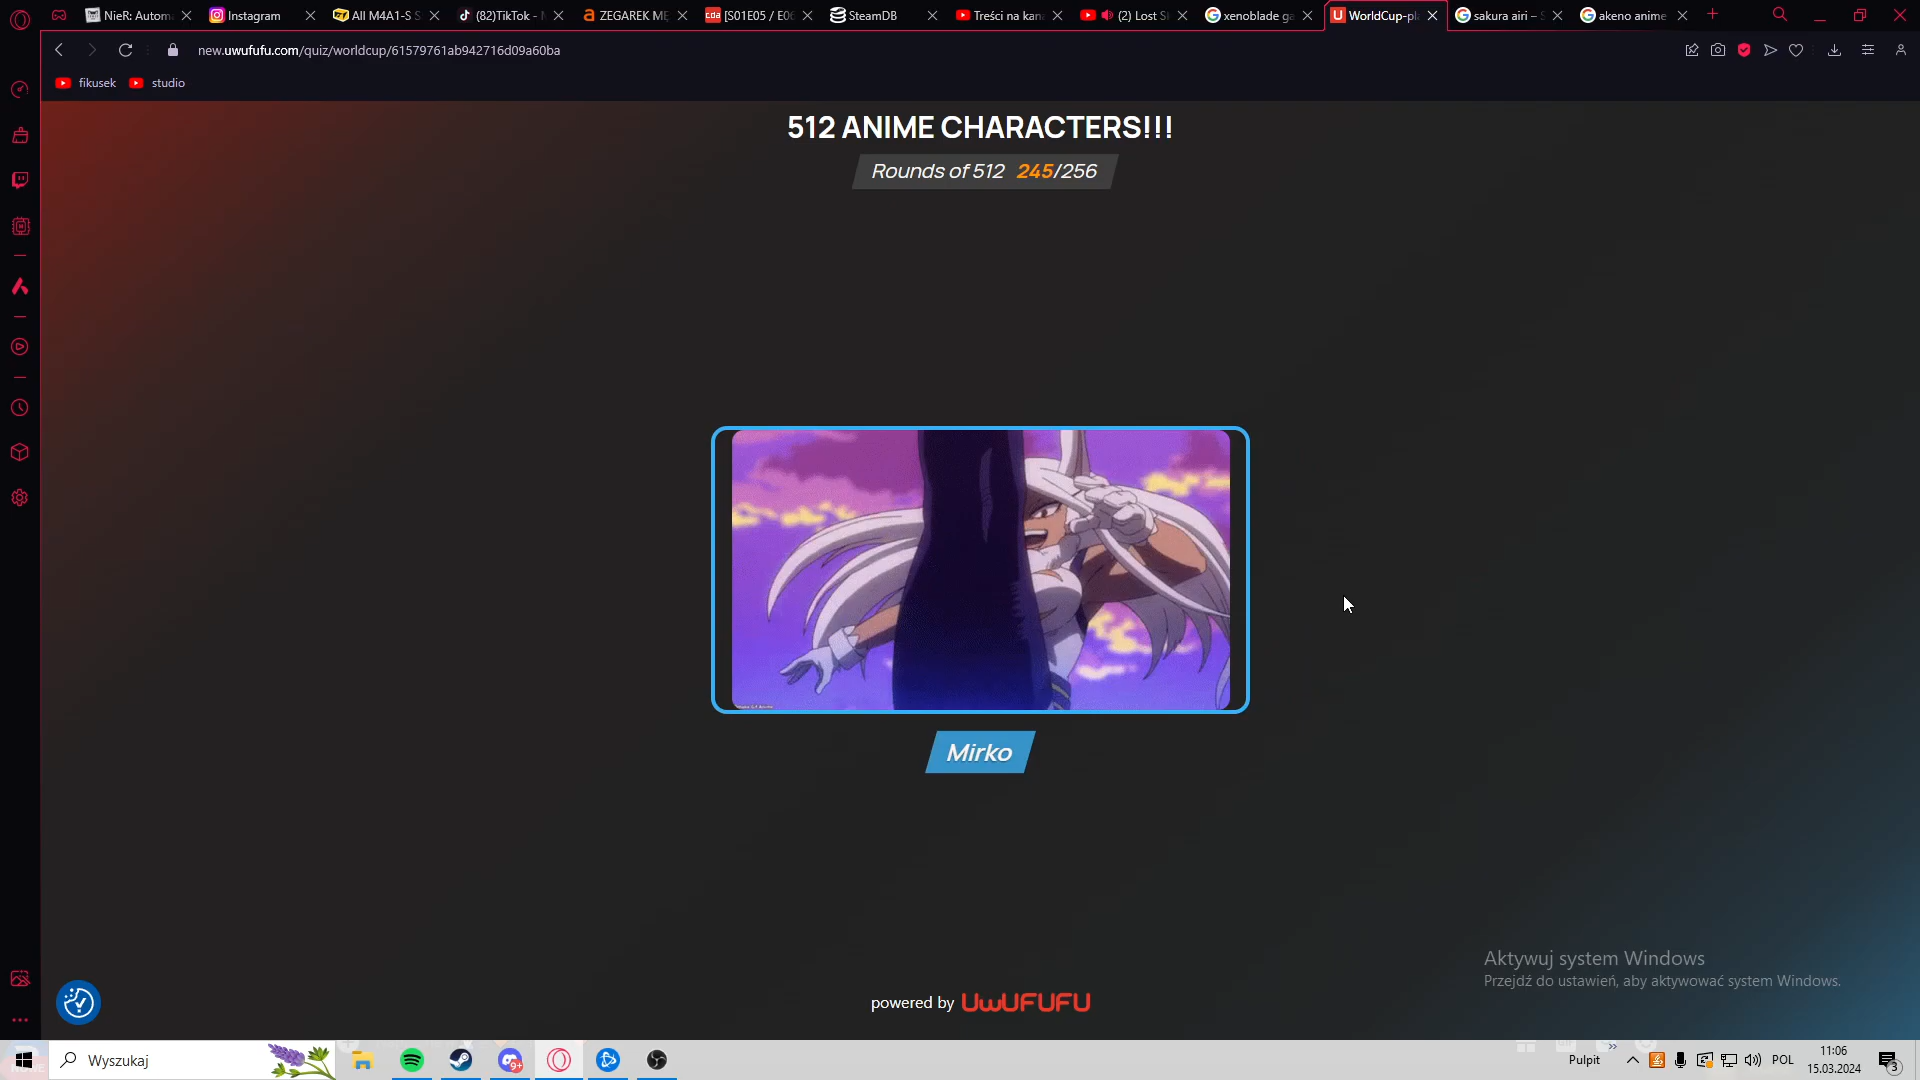 NieR: Autom
Instagram
All M4A1-S S
(82)TikTok - 
ZEGAREK MĘ
[S01E05 / E0
SteamDB
Treści na kan
(2) Lost S
xenoblade ga
WorldCup-pl
sakura airi – 
akeno anime
new.uwufufu.com/quiz/worldcup/61579761ab942716d09a60ba
fikusek
studio
512 ANIME CHARACTERS!!!
Rounds of 512 245/256
Mirko
Aktywuj system Windows
Przejdź do ustawień, aby aktywować system Windows.
powered by UwUFUFU
Wyszukaj
9+
Pulpit
POL
11:06
15.03.2024
3